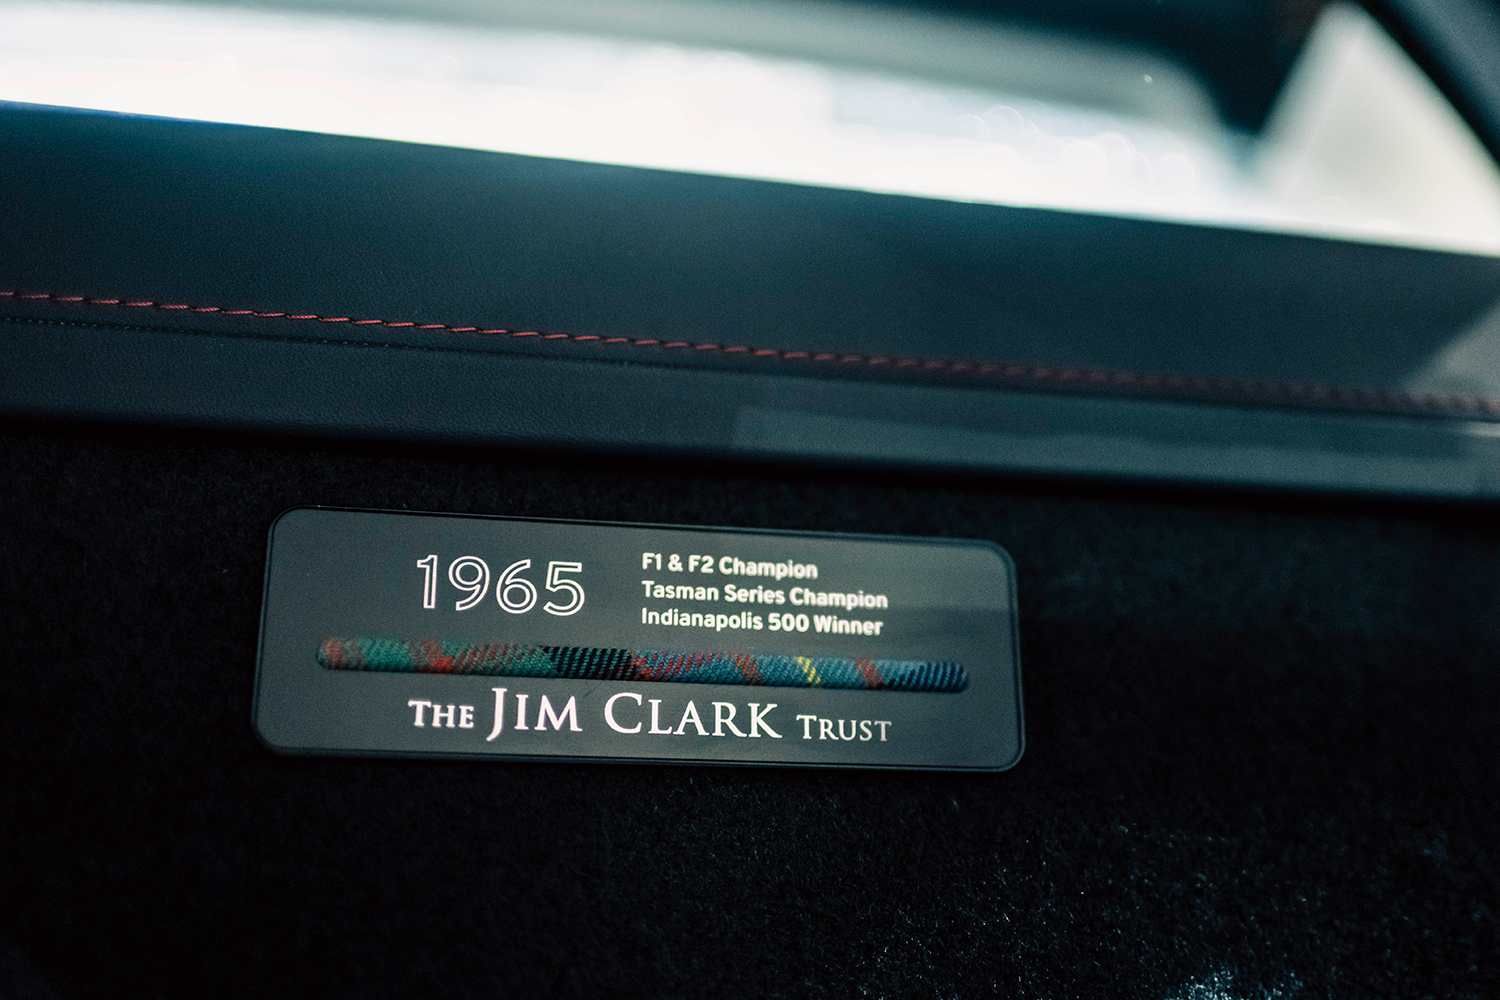 1965
F1 & F2 Champion
Tasman Series Champion
Indianapolis 500 Winner
THE JIM CLARK TRUST